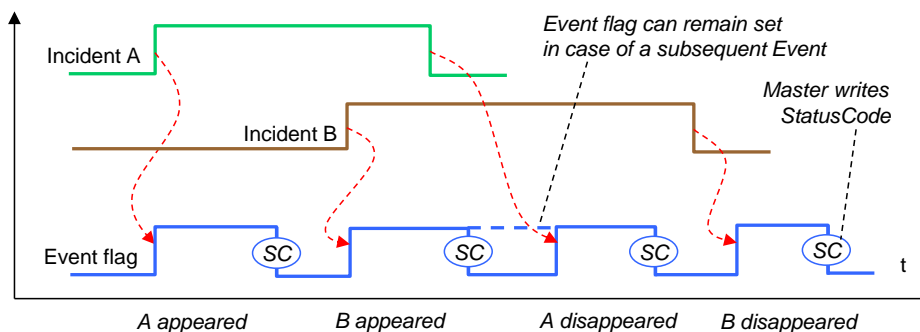 Event flag can remain set
in case of a subsequent Event
Incident A
Master writes
StatusCode
Incident B
Event flag
SC
SC
SC
SC
t
A appeared
B appeared
A disappeared
B disappeared